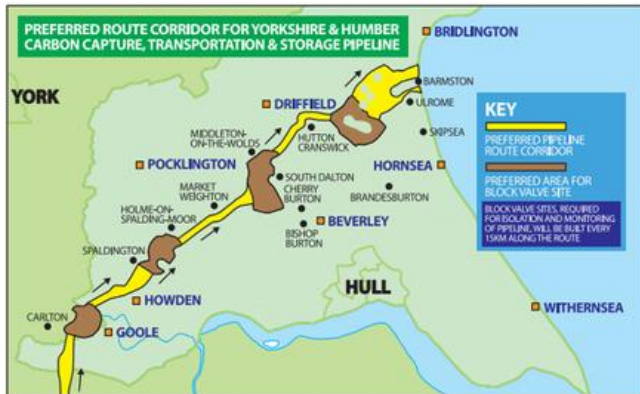 PREFERRED ROUTE CORRIDOR FOR YORKSHIRE & HUMBER
CARBON CAPTURE, TRANSPORTATION & STORAGE PIPELINE
BRIDLINGTON
YORK
BARMSTON
DRIFFIELD
ULROME
MIDDLETON
-ON-THE-WOLDS
HUTTON
CRANSWICK
SKIPSEA
KEY
PREFERRED PIPELINE
ROUTE CORRIDOR
PREFERRED AREA FOR
BLOCK VALVE SITE
BLOCK VALVE SITES, REQUIRED
FOR ISOLATION AND MONITORING
OF PIPELINE, WILL BE BUILT EVERY
15KM ALONG THE ROUTE
POCKLINGTON
HORNSEA
SOUTH DALTON
MARKET
WEIGHTON
CHERRY
BURTON
BRANDESBURTON
HOLME-ON-
SPALDING-MOOR
BEVERLEY
BISHOP
BURTON
SPALDINGTON
HOWDEN
HULL
WITHERNSEA
CARLTON
GOOLE